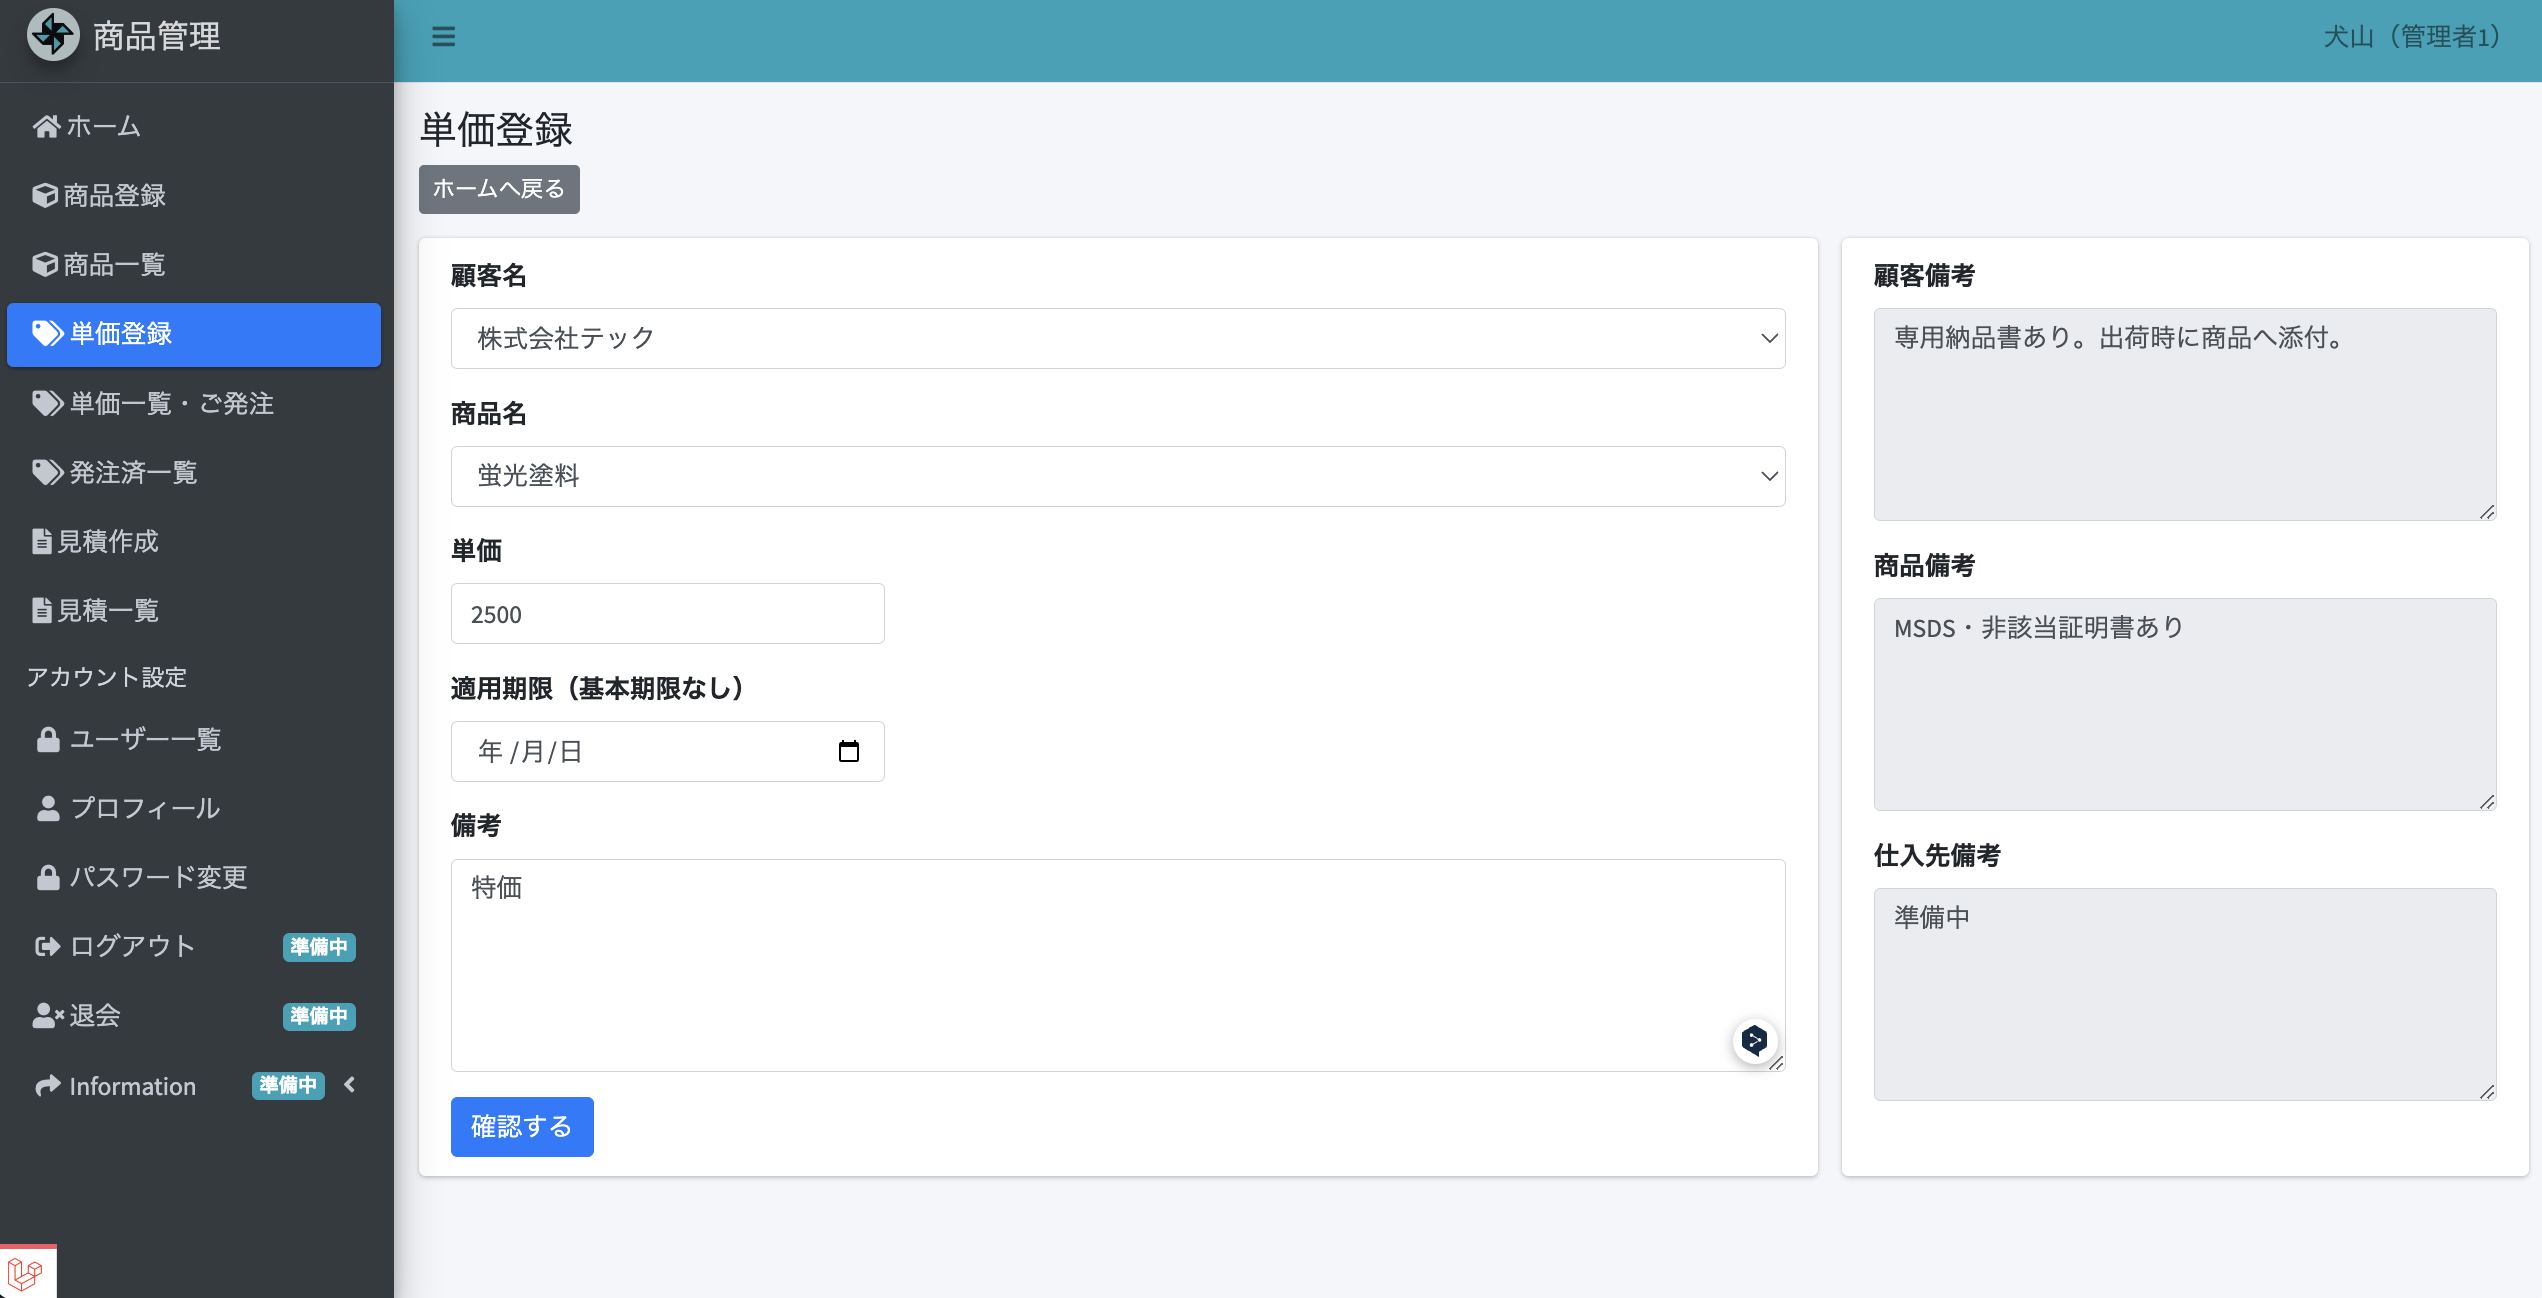 商品管理
犬山（管理者1）
ホーム
商品登録
商品一覧
単価登録
単価一覧・ご発注
発注済一覧
見積作成
見積一覧
アカウント設定
ユーザー一覧
プロフィール
パスワード変更
ログアウト 準備中
退会 準備中
Information 準備中
単価登録
ホームへ戻る
顧客名
株式会社テック
商品名
蛍光塗料
単価
2500
適用期限（基本期限なし）
年 /月/日
備考
特価
確認する
顧客備考
専用納品書あり。出荷時に商品へ添付。
商品備考
MSDS・非該当証明書あり
仕入先備考
準備中